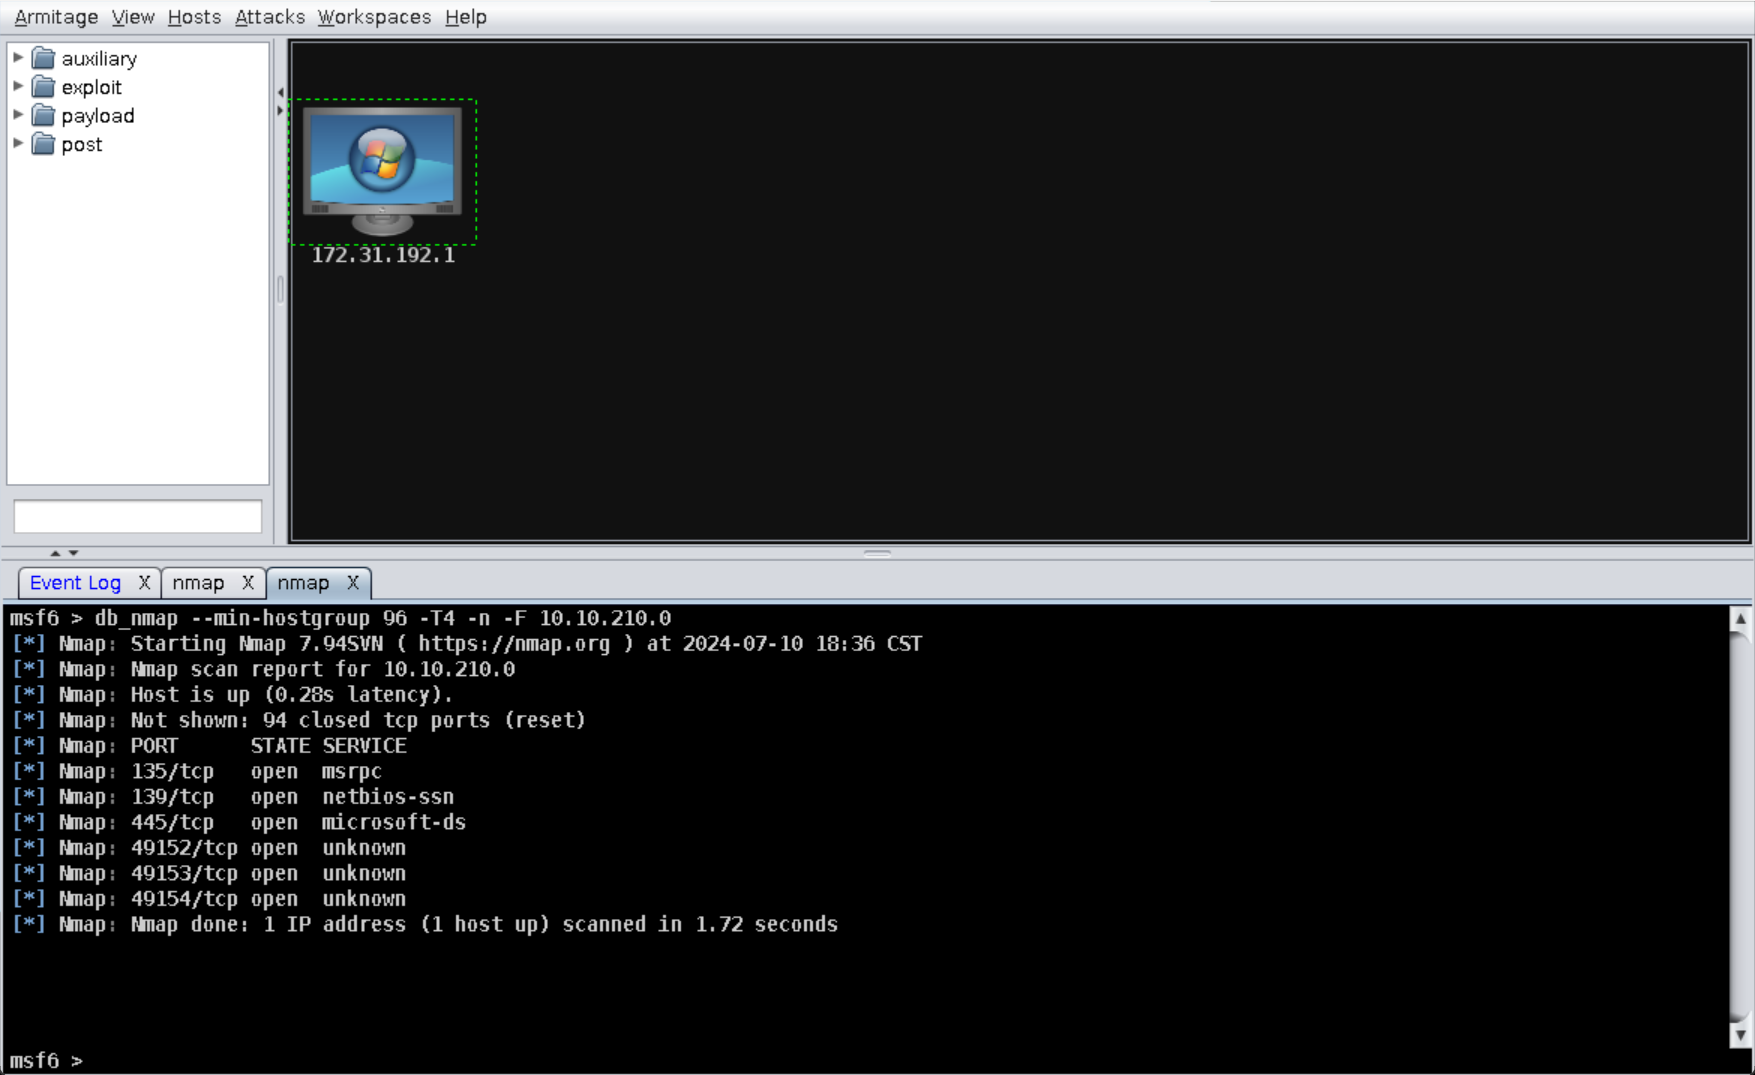 Armitage View Hosts Attacks Workspaces Help
auxiliary
exploit
payload
post
172.31.192.1
Event Log X nmap X nmap X
msf6 > db_nmap --min-hostgroup 96 -T4 -n -F 10.10.210.0
[*] Nmap: Starting Nmap 7.94SVN ( https://nmap.org ) at 2024-07-10 18:36 CST
[*] Nmap: Nmap scan report for 10.10.210.0
[*] Nmap: Host is up (0.28s latency).
[*] Nmap: Not shown: 94 closed tcp ports (reset)
[*] Nmap: PORT      STATE SERVICE
[*] Nmap: 135/tcp   open  msrpc
[*] Nmap: 139/tcp   open  netbios-ssn
[*] Nmap: 445/tcp   open  microsoft-ds
[*] Nmap: 49152/tcp open  unknown
[*] Nmap: 49153/tcp open  unknown
[*] Nmap: 49154/tcp open  unknown
[*] Nmap: Nmap done: 1 IP address (1 host up) scanned in 1.72 seconds
msf6 >